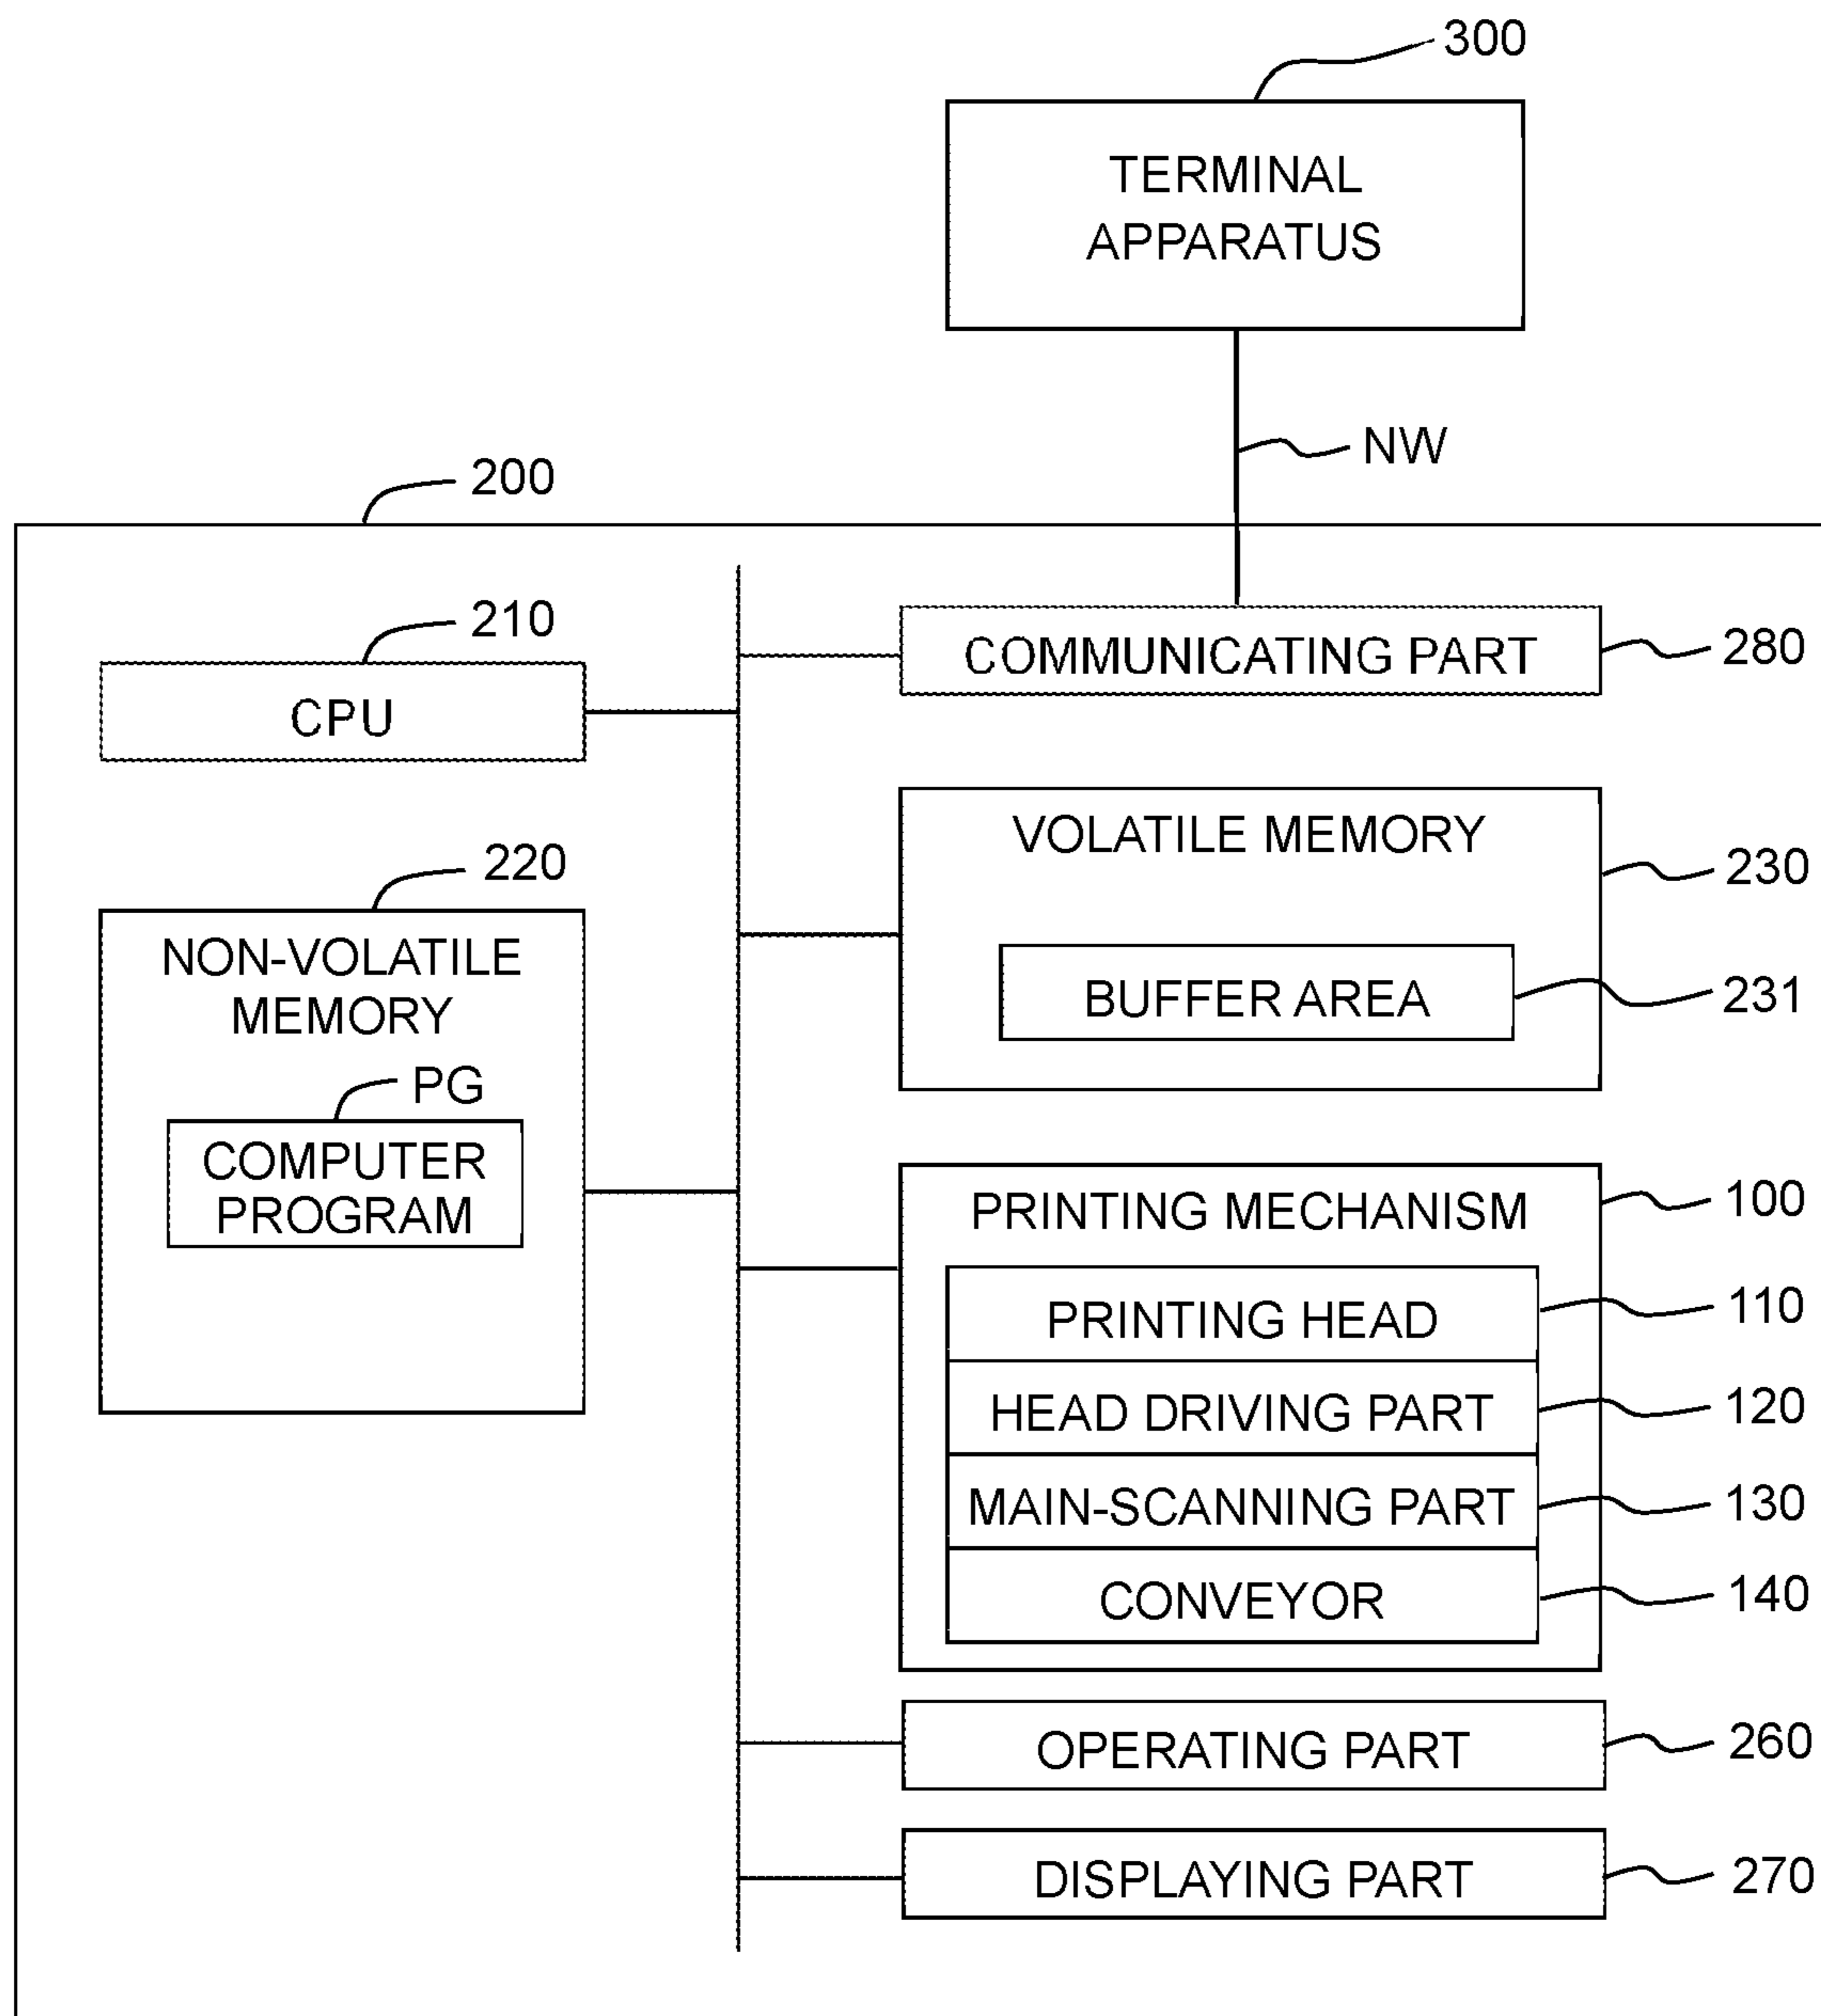 300
TERMINAL
APPARATUS
NW
200
210
CPU
COMMUNICATING PART
280
VOLATILE MEMORY
230
220
NON-VOLATILE
MEMORY
BUFFER AREA
231
PG
COMPUTER
PROGRAM
PRINTING MECHANISM
100
PRINTING HEAD
110
HEAD DRIVING PART
120
MAIN-SCANNING PART
130
CONVEYOR
140
OPERATING PART
260
DISPLAYING PART
270